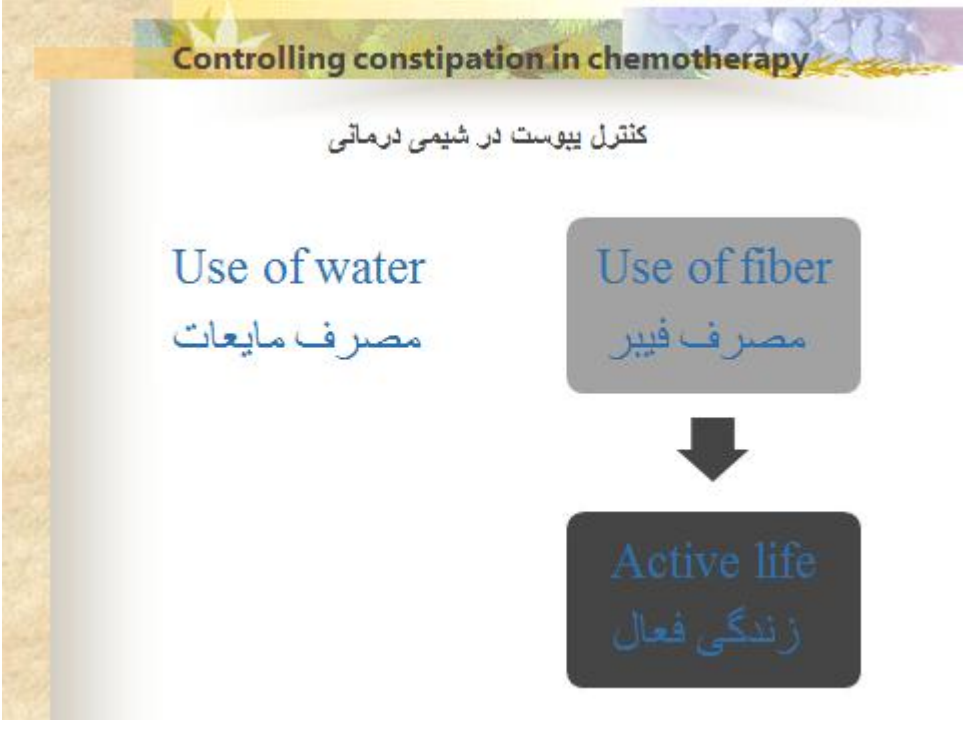 Controlling constipation in chemotherapy
کنترل یبوست در شیمی درمانی
Use of water
مصرف مایعات
Use of fiber
مصرف فیبر
Active life
زندگی فعال